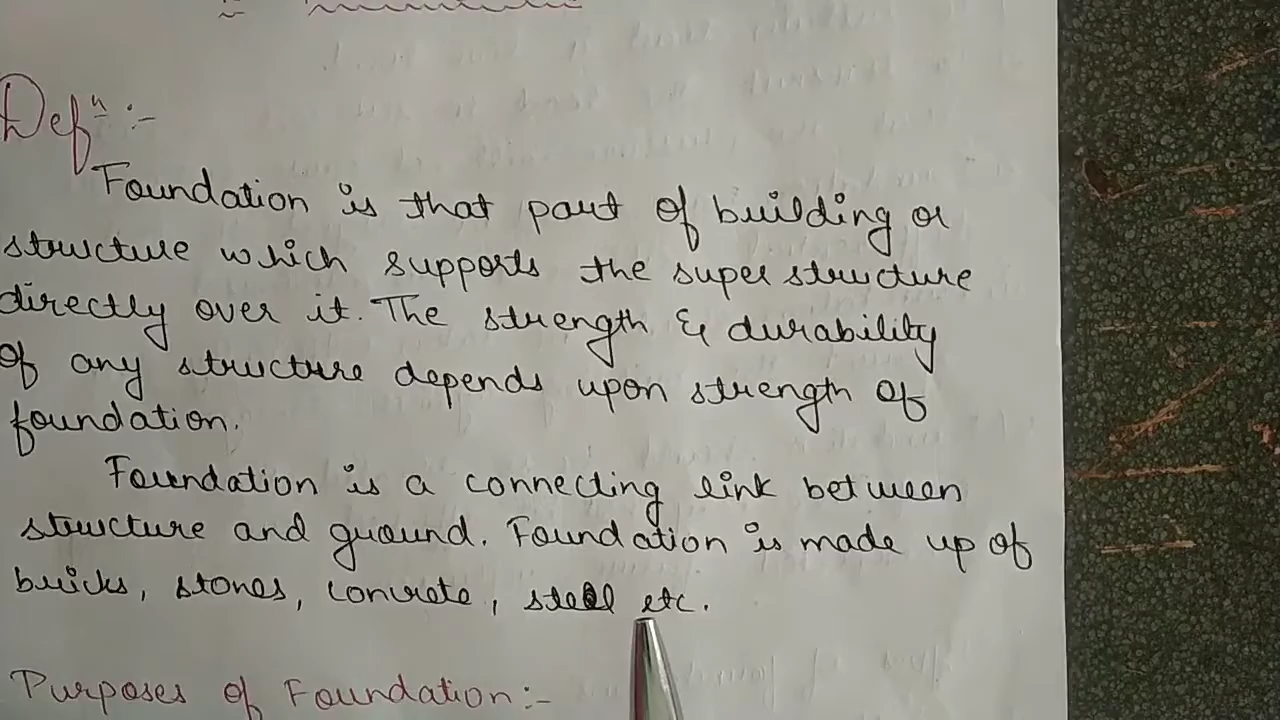 Defⁿ :-
Foundation is that part of building or
structure which supports the super structure
directly over it. The strength & durability
of any structure depends upon strength of
foundation.
Foundation is a connecting link between
structure and ground. Foundation is made up of
bricks, stones, concrete, steel etc.
Purposes of Foundation :-